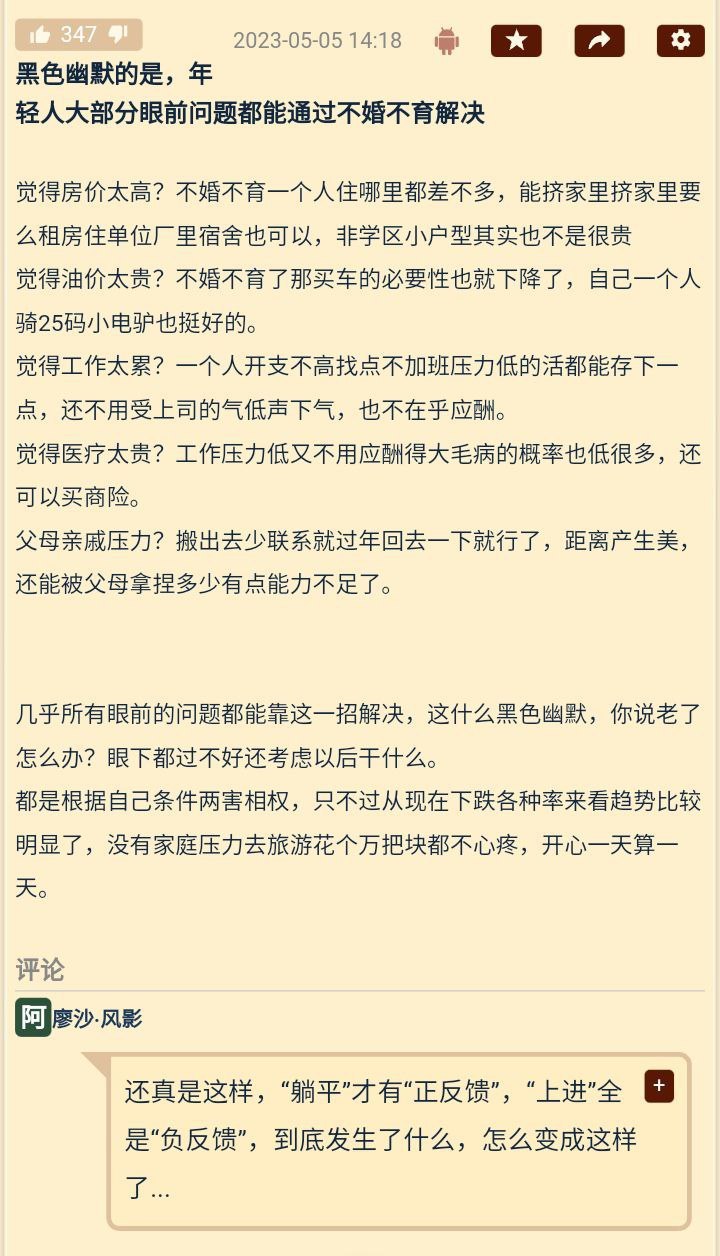 347
2023-05-05 14:18
黑色幽默的是，年
轻人大部分眼前问题都能通过不婚不育解决
觉得房价太高？不婚不育一个人住哪里都差不多，能挤家里挤家里要
么租房住单位厂里宿舍也可以，非学区小户型其实也不是很贵
觉得油价太贵？不婚不育了那买车的必要性也就下降了，自己一个人
骑25码小电驴也挺好的。
觉得工作太累？一个人开支不高找点不加班压力低的活都能存下一
点，还不用受上司的气低声下气，也不在乎应酬。
觉得医疗太贵？工作压力低又不用应酬得大毛病的概率也低很多，还
可以买商险。
父母亲戚压力？搬出去少联系就过年回去一下就行了，距离产生美，
还能被父母拿捏多少有点能力不足了。
几乎所有眼前的问题都能靠这一招解决，这什么黑色幽默，你说老了
怎么办？眼下都过不好还考虑以后干什么。
都是根据自己条件两害相权，只不过从现在下跌各种率来看趋势比较
明显了，没有家庭压力去旅游花个万把块都不心疼，开心一天算一
天。
评论
阿 廖沙·风影
还真是这样，“躺平”才有“正反馈”，“上进”全
是“负反馈”，到底发生了什么，怎么变成这样
了...